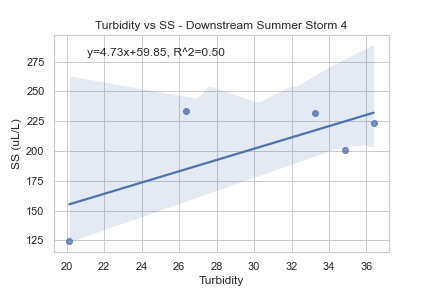 Turbidity vs SS - Downstream Summer Storm 4
y=4.73x+59.85, R^2=0.50
275
250
225
200
175
150
125
SS (uL/L)
20 22 24 26 28 30 32 34 36
Turbidity